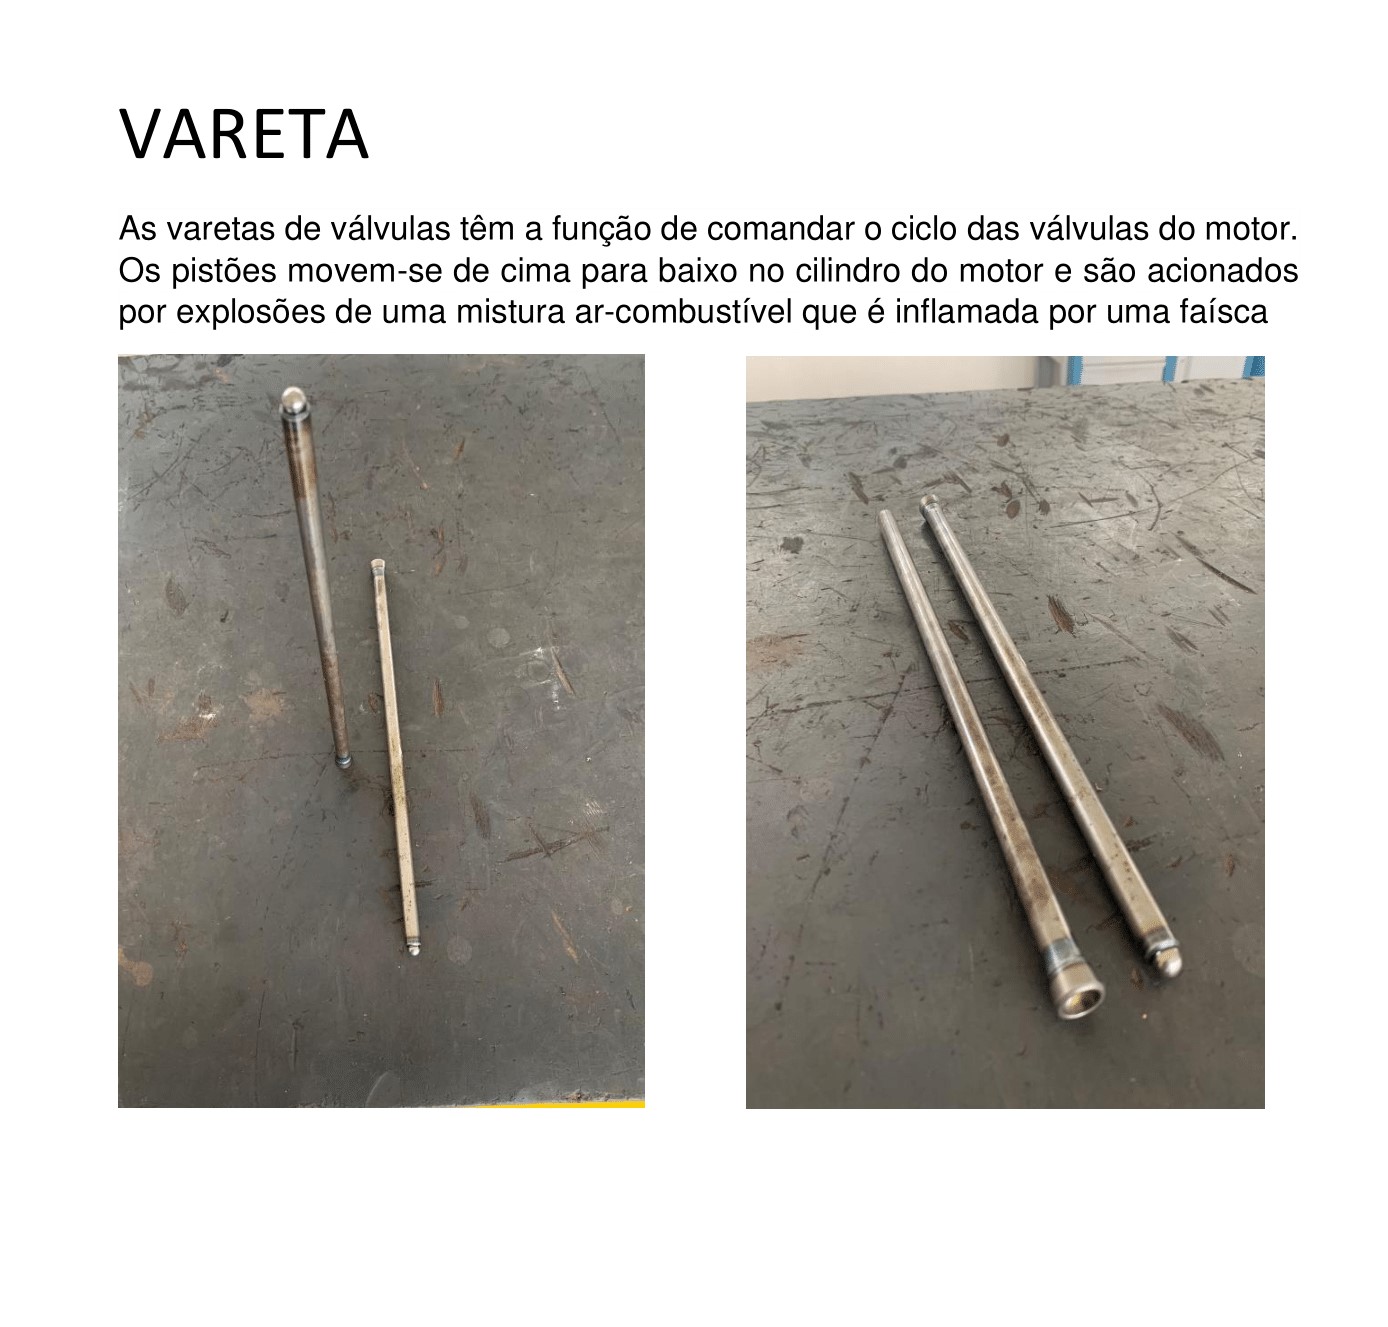 VARETA
As varetas de válvulas têm a função de comandar o ciclo das válvulas do motor.
Os pistões movem-se de cima para baixo no cilindro do motor e são acionados
por explosões de uma mistura ar-combustível que é inflamada por uma faísca